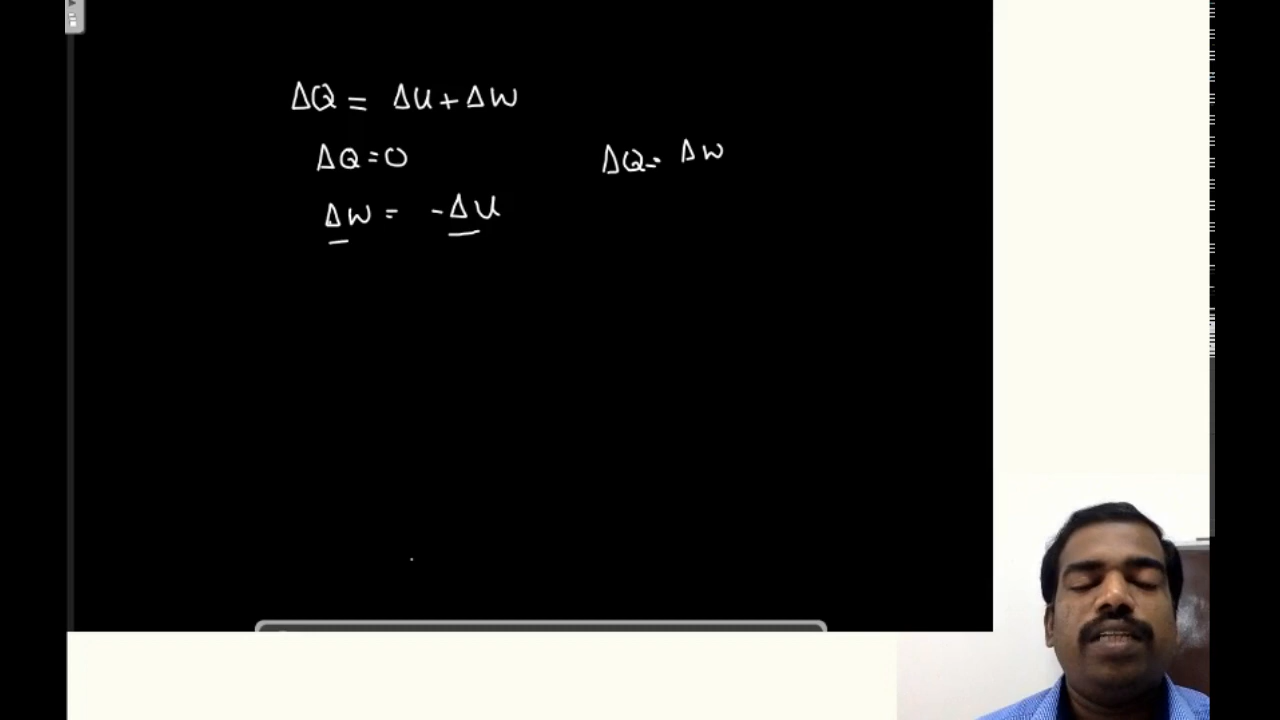 ΔQ = ΔU + ΔW
ΔQ = 0
ΔW = -ΔU
ΔQ = ΔW